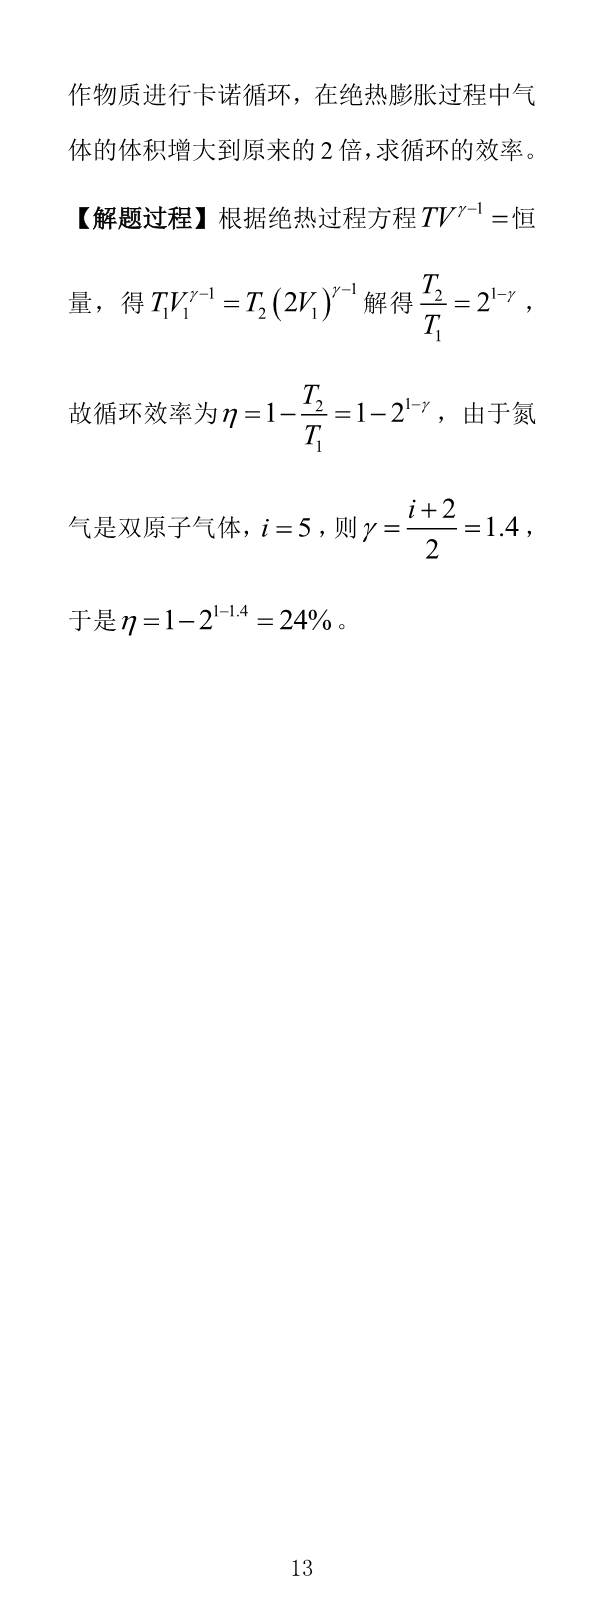 作物质进行卡诺循环，在绝热膨胀过程中气
体的体积增大到原来的 2 倍，求循环的效率。
【解题过程】根据绝热过程方程 $TV^{\gamma-1}=$ 恒
量，得 $T_1V_1^{\gamma-1}=T_2(2V_1)^{\gamma-1}$ 解得 $\frac{T_2}{T_1}=2^{1-\gamma}$，
故循环效率为 $\eta=1-\frac{T_2}{T_1}=1-2^{1-\gamma}$，由于氮
气是双原子气体，$i=5$，则 $\gamma=\frac{i+2}{2}=1.4$，
于是 $\eta=1-2^{1-1.4}=24\%$。
13